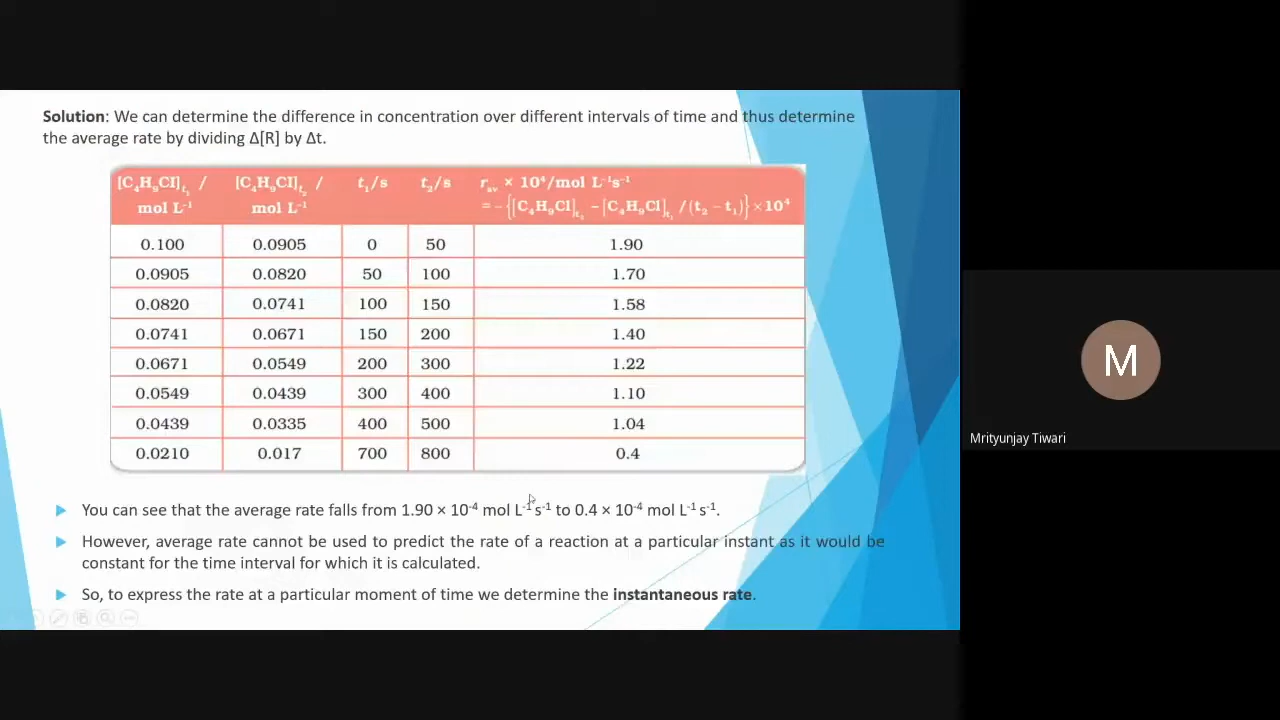 Solution: We can determine the difference in concentration over different intervals of time and thus determine
the average rate by dividing Δ[R] by Δt.
[C₄H₉Cl]ₜ₁ / mol L⁻¹ [C₄H₉Cl]ₜ₂ / mol L⁻¹ t₁/s t₂/s rₐᵥ × 10⁴/mol L⁻¹s⁻¹
= – {[C₄H₉Cl]ₜ₂ – [C₄H₉Cl]ₜ₁ / (t₂ – t₁)} × 10⁴
0.100 0.0905 0 50 1.90
0.0905 0.0820 50 100 1.70
0.0820 0.0741 100 150 1.58
0.0741 0.0671 150 200 1.40
0.0671 0.0549 200 300 1.22
0.0549 0.0439 300 400 1.10
0.0439 0.0335 400 500 1.04
0.0210 0.017 700 800 0.4
You can see that the average rate falls from 1.90 × 10⁻⁴ mol L⁻¹ s⁻¹ to 0.4 × 10⁻⁴ mol L⁻¹ s⁻¹.
However, average rate cannot be used to predict the rate of a reaction at a particular instant as it would be
constant for the time interval for which it is calculated.
So, to express the rate at a particular moment of time we determine the instantaneous rate.
M
Mrityunjay Tiwari